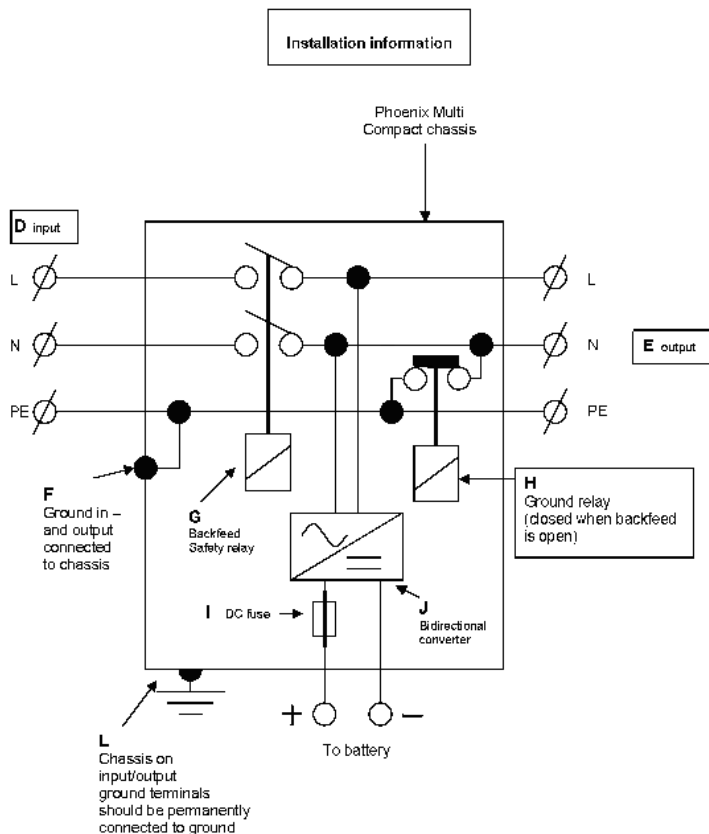 Installation information
Phoenix Multi
Compact chassis
D input
L
L
N
N
E output
PE
PE
F
Ground in –
and output
connected
to chassis
G
Backfeed
Safety relay
H
Ground relay
(closed when backfeed
is open)
I DC fuse
J
Bidirectional
converter
+
−
To battery
L
Chassis on
input/output
ground terminals
should be permanently
connected to ground